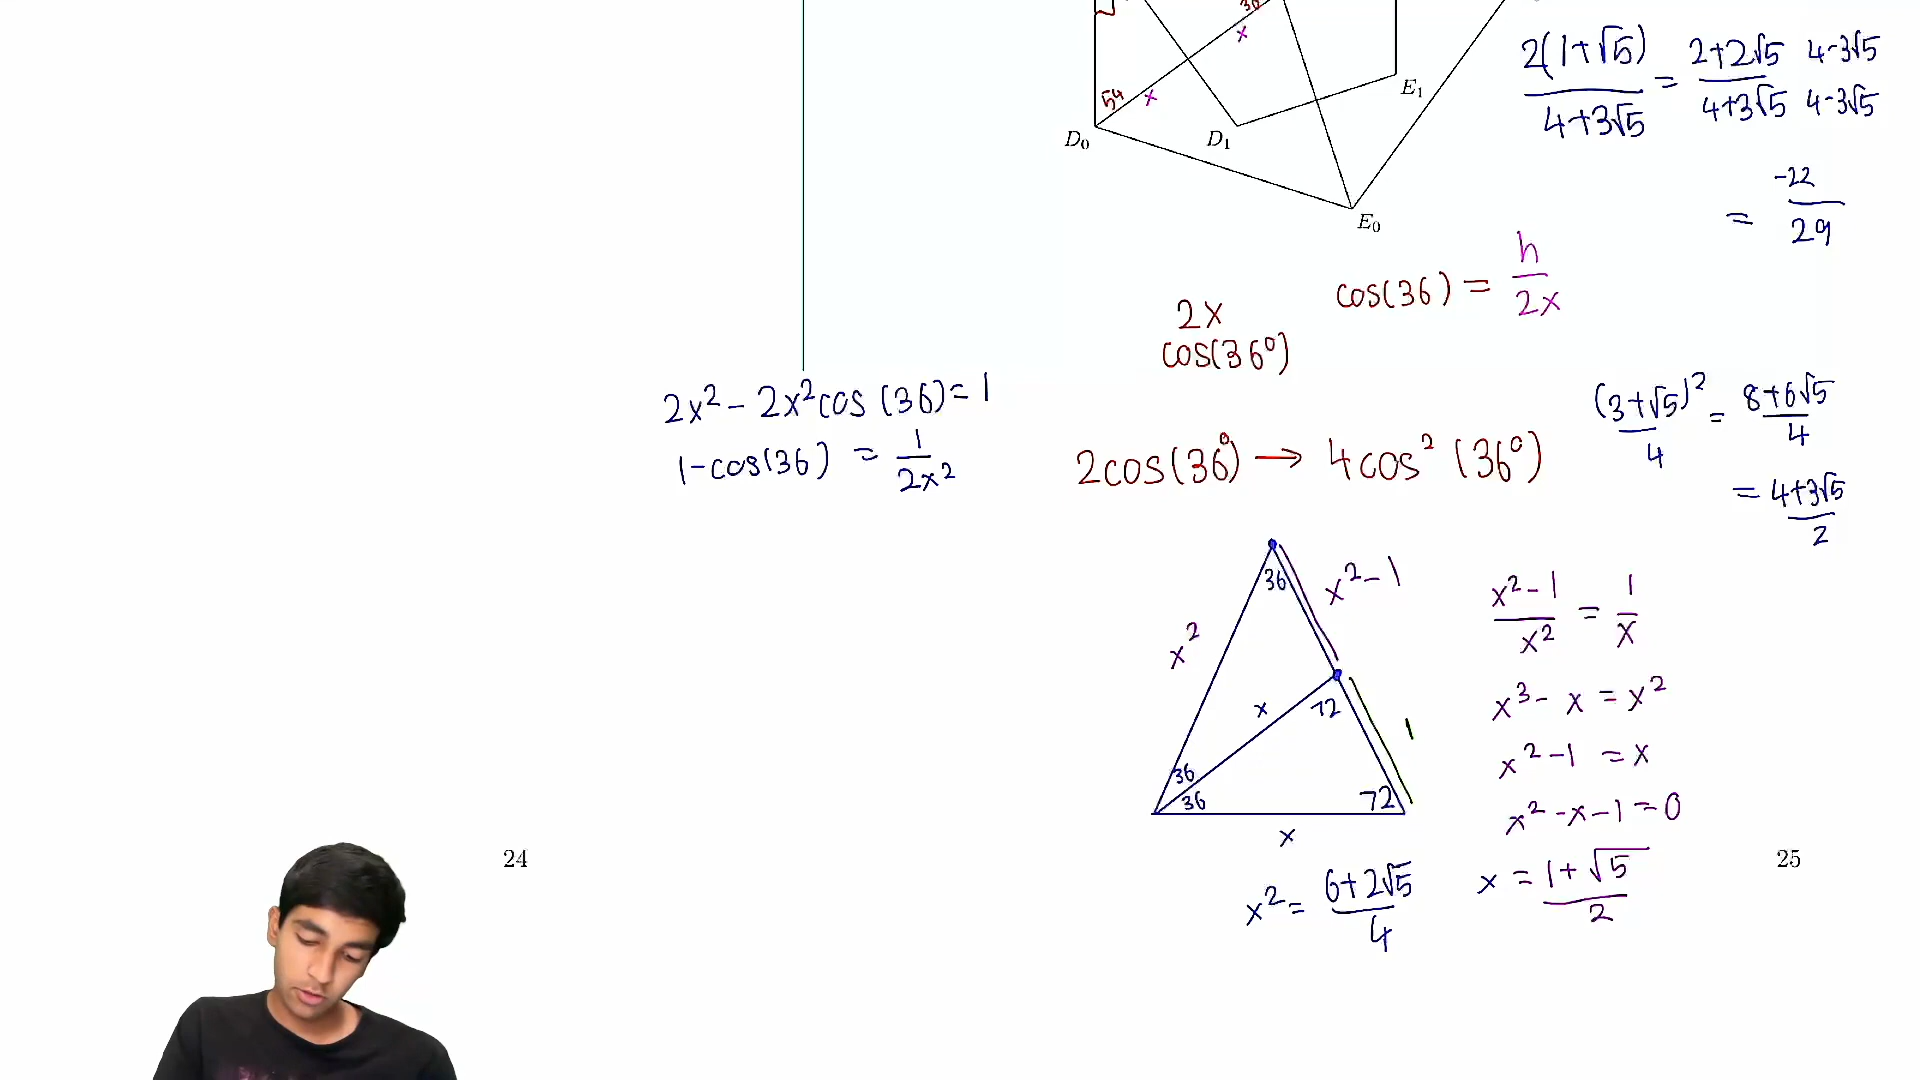 36
x
54
x
E₁
D₀
D₁
E₀
2(1+√5)/(4+3√5) = (2+2√5)/(4+3√5) (4-3√5)/(4-3√5)
= -22/29
cos(36) = h/2x
2x
cos(36°)
2x² - 2x²cos(36) = 1
1-cos(36) = 1/2x²
2cos(36°) → 4cos²(36°)
(3+√5)²/4 = (8+6√5)/4
= (4+3√5)/2
36
x²-1
x²
x
72
1
36
36
72
x
(x²-1)/x² = 1/x
x³- x = x²
x²-1 = x
x²-x-1=0
x = (1+√5)/2
x² = (6+2√5)/4
24
25